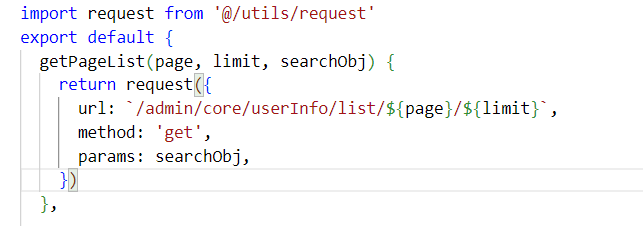 import request from '@/utils/request'
export default {
  getPageList(page, limit, searchObj) {
    return request({
      url: `/admin/core/userInfo/list/${page}/${limit}`,
      method: 'get',
      params: searchObj,
    })
  },